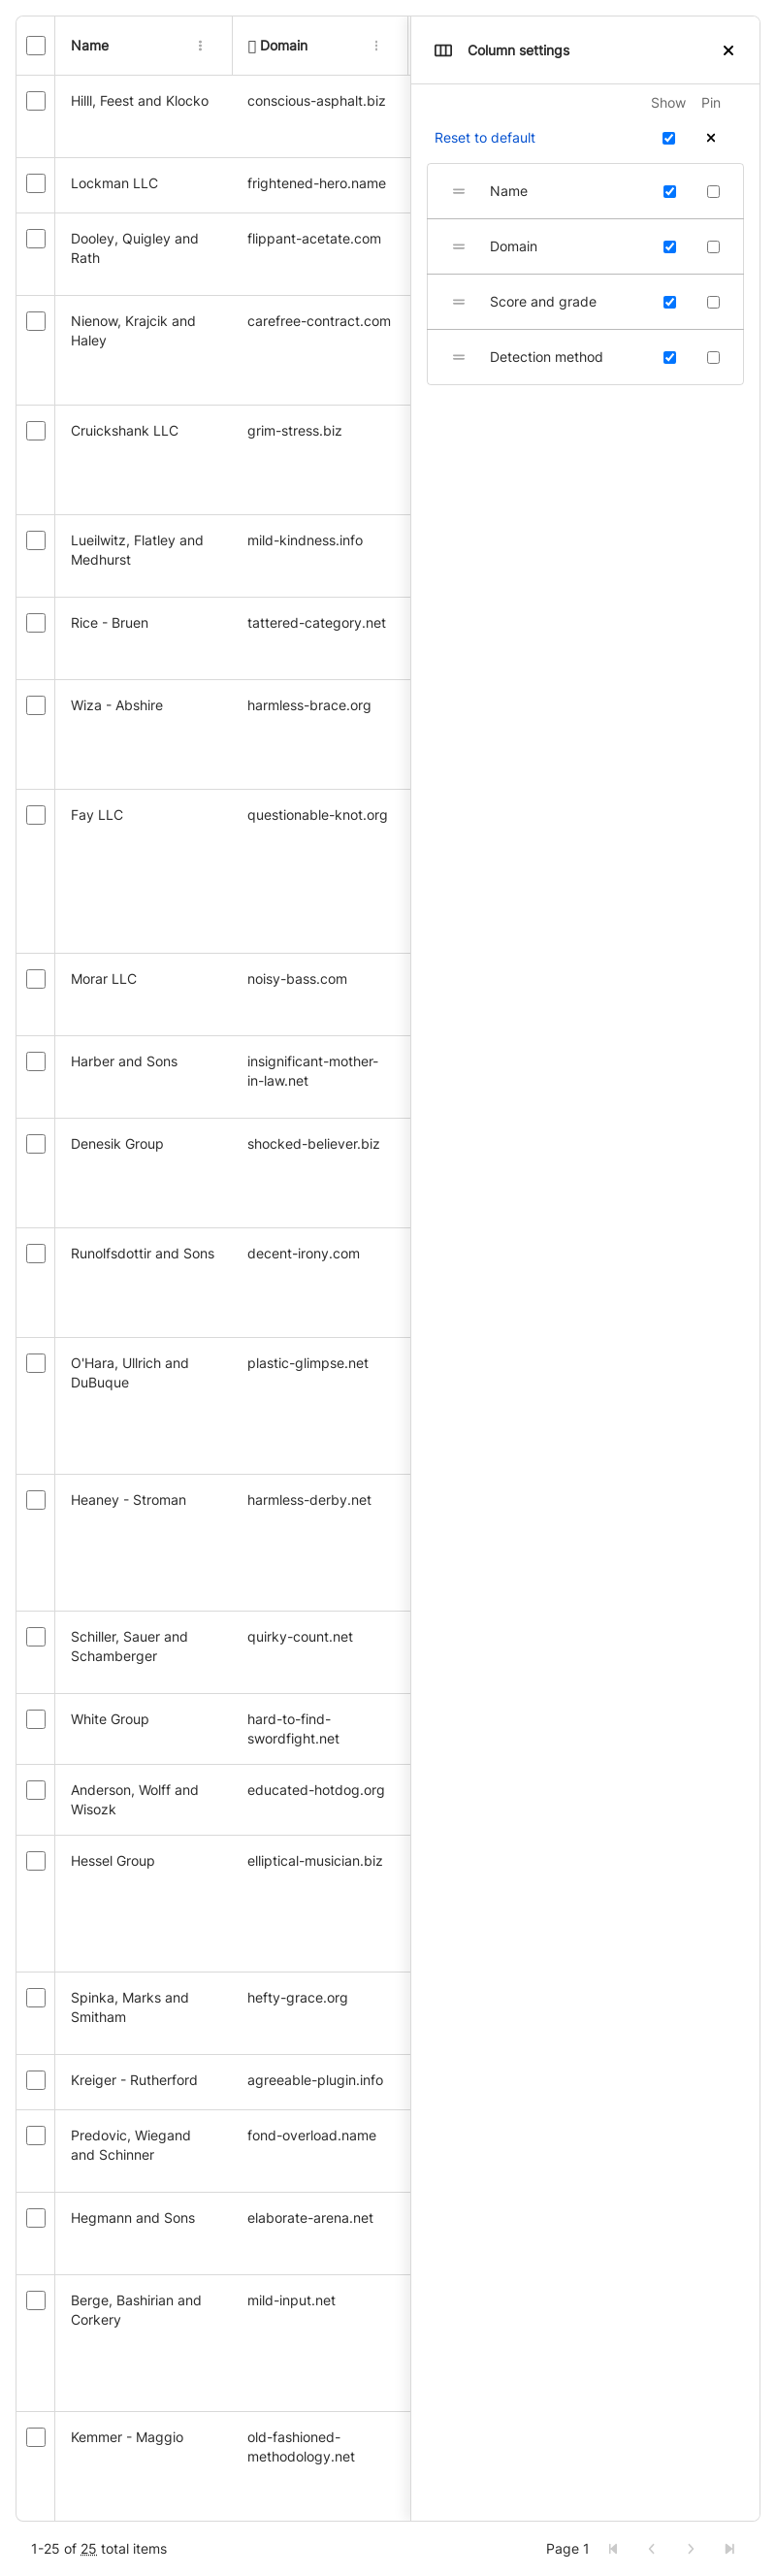 Name
Domain
Column settings
Show Pin
Reset to default
Name
Domain
Score and grade
Detection method
Hilll, Feest and Klocko conscious-asphalt.biz
Lockman LLC frightened-hero.name
Dooley, Quigley and flippant-acetate.com
Rath
Nienow, Krajcik and carefree-contract.com
Haley
Cruickshank LLC grim-stress.biz
Lueilwitz, Flatley and mild-kindness.info
Medhurst
Rice - Bruen tattered-category.net
Wiza - Abshire harmless-brace.org
Fay LLC questionable-knot.org
Morar LLC noisy-bass.com
Harber and Sons insignificant-mother-
in-law.net
Denesik Group shocked-believer.biz
Runolfsdottir and Sons decent-irony.com
O'Hara, Ullrich and plastic-glimpse.net
DuBuque
Heaney - Stroman harmless-derby.net
Schiller, Sauer and quirky-count.net
Schamberger
White Group hard-to-find-
swordfight.net
Anderson, Wolff and educated-hotdog.org
Wisozk
Hessel Group elliptical-musician.biz
Spinka, Marks and hefty-grace.org
Smitham
Kreiger - Rutherford agreeable-plugin.info
Predovic, Wiegand fond-overload.name
and Schinner
Hegmann and Sons elaborate-arena.net
Berge, Bashirian and mild-input.net
Corkery
Kemmer - Maggio old-fashioned-
methodology.net
1-25 of 25 total items Page 1